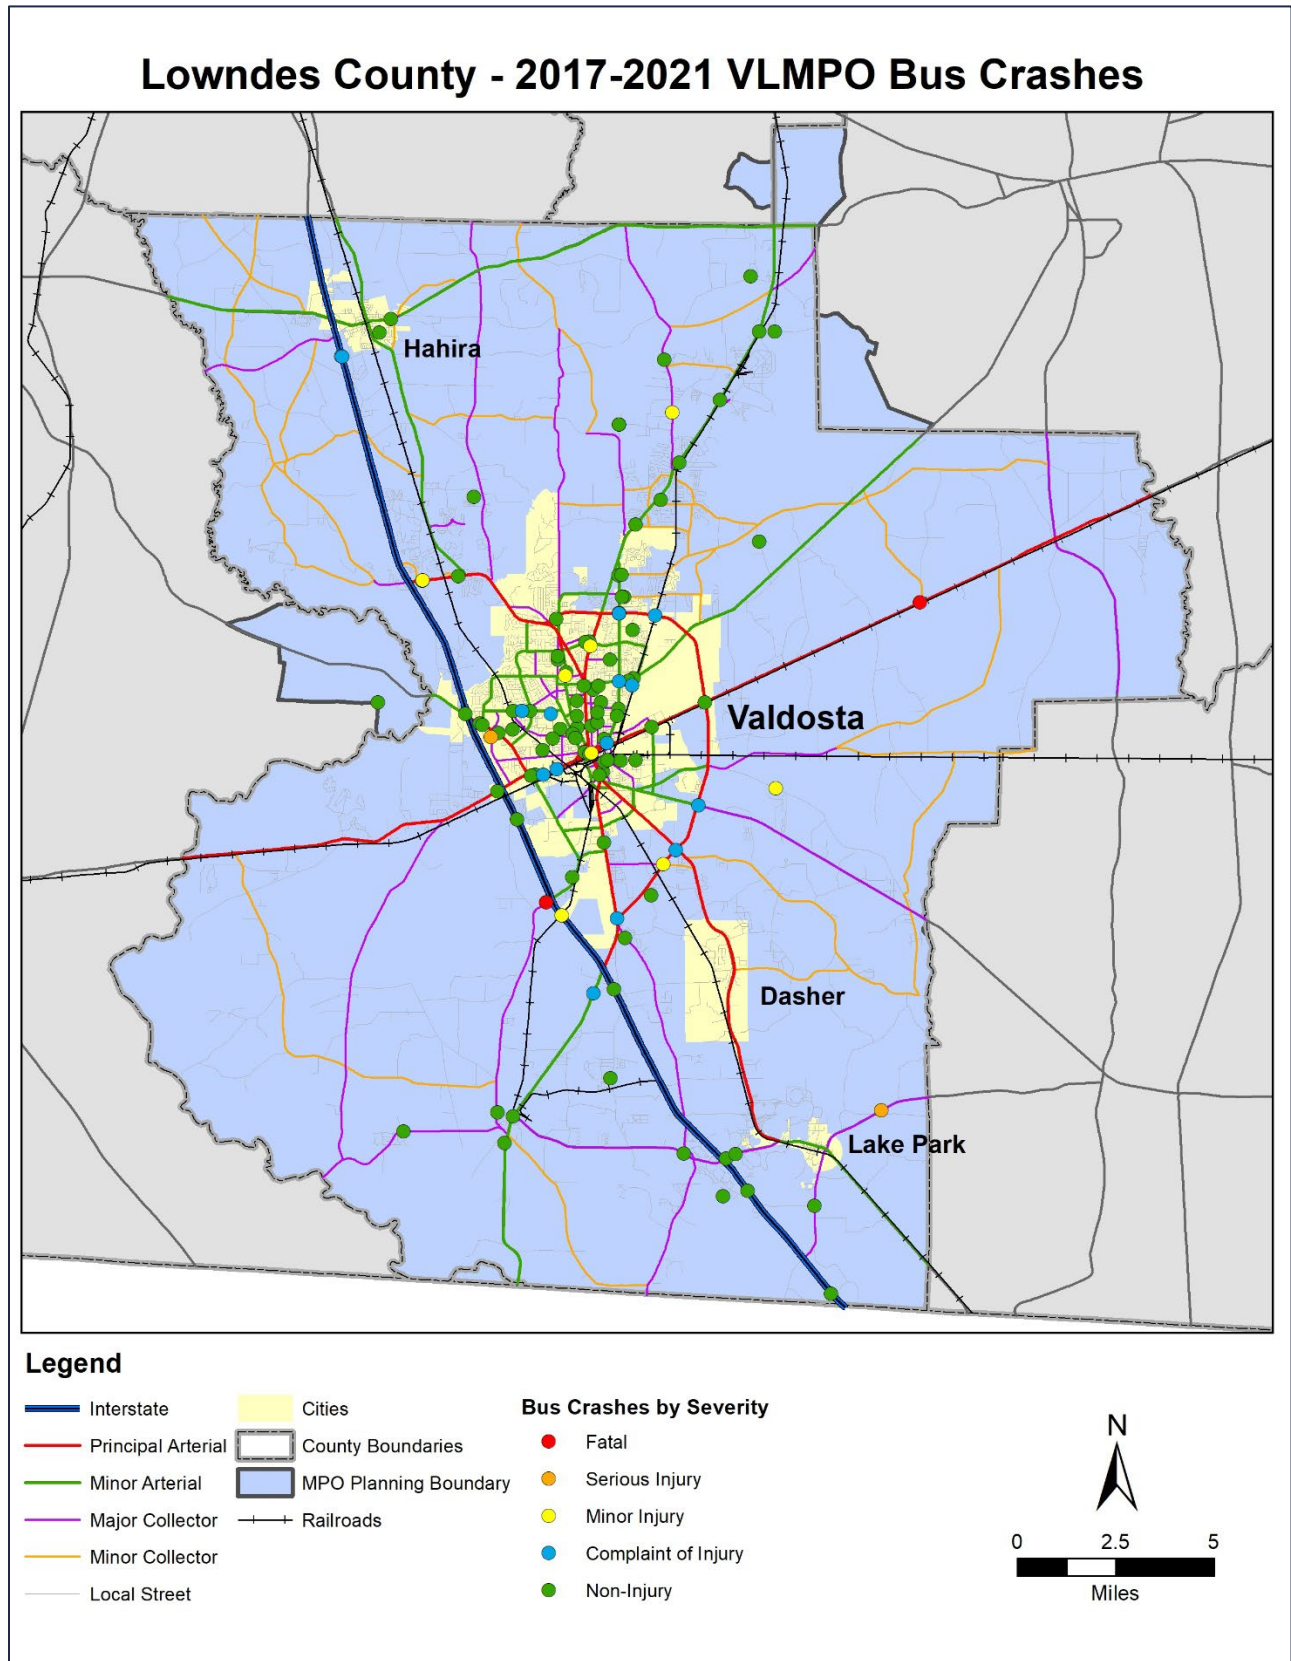 Lowndes County - 2017-2021 VLMPO Bus Crashes
Hahira
Valdosta
Dasher
Lake Park
Legend
Interstate
Principal Arterial
Minor Arterial
Major Collector
Minor Collector
Local Street
Cities
County Boundaries
MPO Planning Boundary
Railroads
Bus Crashes by Severity
Fatal
Serious Injury
Minor Injury
Complaint of Injury
Non-Injury
N
0 2.5 5
Miles